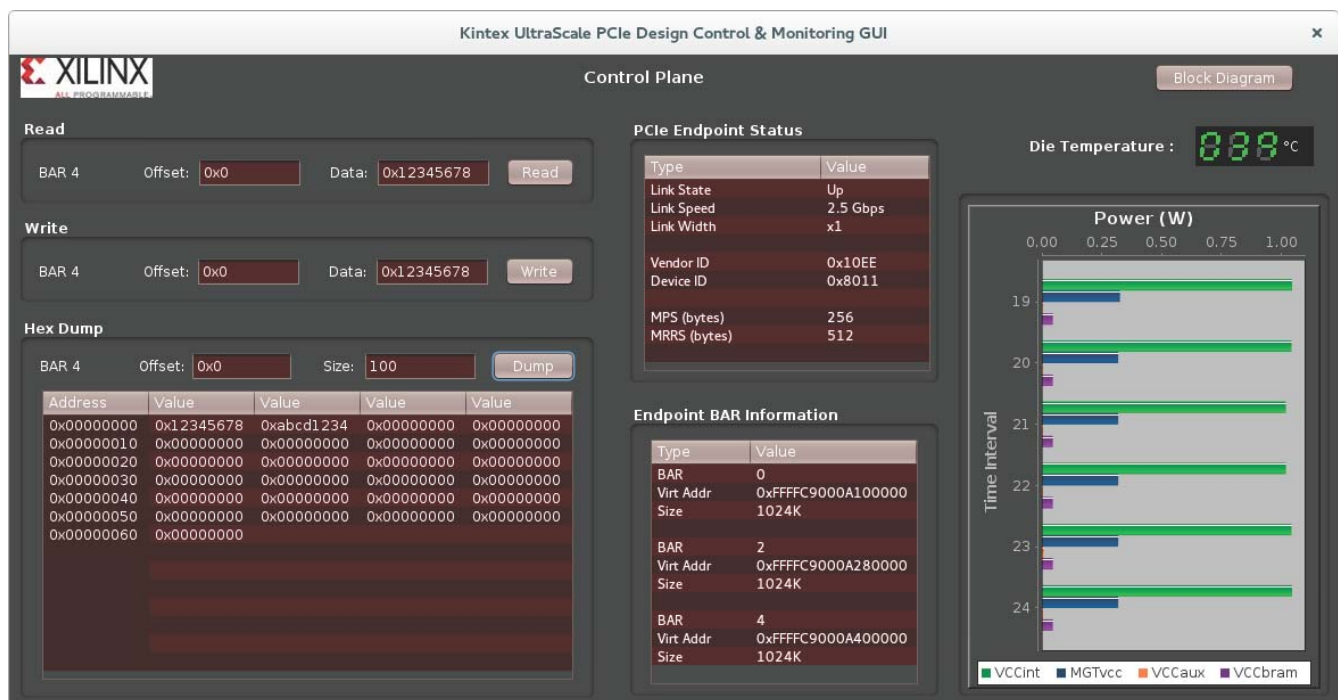 Kintex UltraScale PCIe Design Control & Monitoring GUI
XILINX
ALL PROGRAMMABLE
Control Plane
Block Diagram
Read
BAR 4 Offset: 0x0 Data: 0x12345678 Read
Write
BAR 4 Offset: 0x0 Data: 0x12345678 Write
Hex Dump
BAR 4 Offset: 0x0 Size: 100 Dump
Address Value Value Value Value
0x00000000 0x12345678 0xabcd1234 0x00000000 0x00000000
0x00000010 0x00000000 0x00000000 0x00000000 0x00000000
0x00000020 0x00000000 0x00000000 0x00000000 0x00000000
0x00000030 0x00000000 0x00000000 0x00000000 0x00000000
0x00000040 0x00000000 0x00000000 0x00000000 0x00000000
0x00000050 0x00000000 0x00000000 0x00000000 0x00000000
0x00000060 0x00000000
PCIe Endpoint Status
Type Value
Link State Up
Link Speed 2.5 Gbps
Link Width x1
Vendor ID 0x10EE
Device ID 0x8011
MPS (bytes) 256
MRRS (bytes) 512
Endpoint BAR Information
Type Value
BAR 0
Virt Addr 0xFFFFC9000A100000
Size 1024K
BAR 2
Virt Addr 0xFFFFC9000A280000
Size 1024K
BAR 4
Virt Addr 0xFFFFC9000A400000
Size 1024K
Die Temperature : °C
Power (W)
0.00 0.25 0.50 0.75 1.00
Time Interval
19
20
21
22
23
24
VCCint MGTvcc VCCaux VCCbram